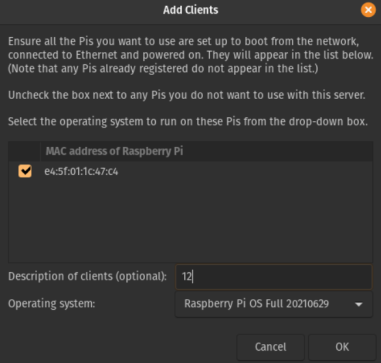 Add Clients
Ensure all the Pis you want to use are set up to boot from the network,
connected to Ethernet and powered on. They will appear in the list below.
(Note that any Pis already registered do not appear in the list.)
Uncheck the box next to any Pis you do not want to use with this server.
Select the operating system to run on these Pis from the drop-down box.
MAC address of Raspberry Pi
e4:5f:01:1c:47:c4
Description of clients (optional): 12
Operating system: Raspberry Pi OS Full 20210629
Cancel OK